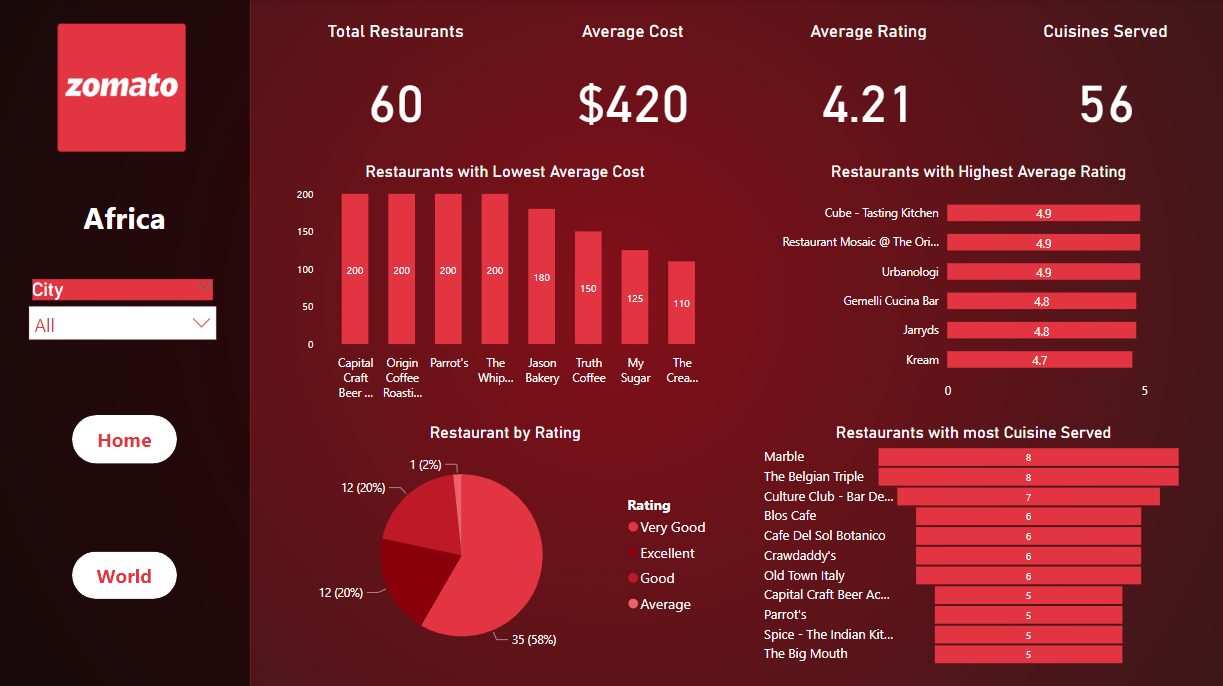 zomato
Africa
City
All
Home
World
Total Restaurants
60
Average Cost
$420
Average Rating
4.21
Cuisines Served
56
Restaurants with Lowest Average Cost
200
150
100
50
0
200
200
200
200
180
150
125
110
Capital
Craft
Beer ...
Origin
Coffee
Roasti...
Parrot's
The
Whip...
Jason
Bakery
Truth
Coffee
My
Sugar
The
Crea...
Restaurants with Highest Average Rating
Cube - Tasting Kitchen 4.9
Restaurant Mosaic @ The Ori... 4.9
Urbanologi 4.9
Gemelli Cucina Bar 4.8
Jarryds 4.8
Kream 4.7
0 5
Restaurant by Rating
1 (2%)
12 (20%)
12 (20%)
35 (58%)
Rating
Very Good
Excellent
Good
Average
Restaurants with most Cuisine Served
Marble 8
The Belgian Triple 8
Culture Club - Bar De... 7
Blos Cafe 6
Cafe Del Sol Botanico 6
Crawdaddy's 6
Old Town Italy 6
Capital Craft Beer Ac... 5
Parrot's 5
Spice - The Indian Kit... 5
The Big Mouth 5